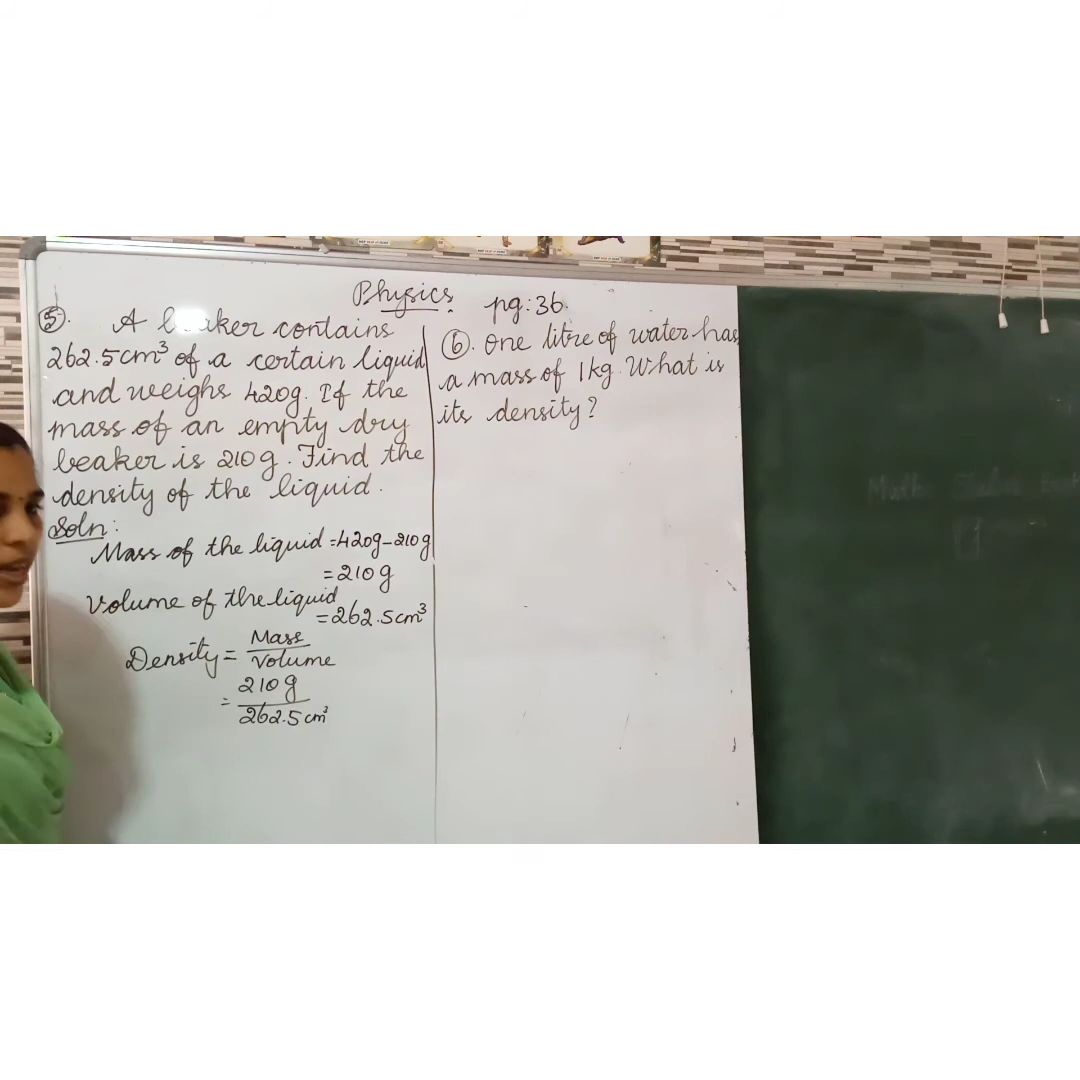 Physics. pg:36.
⑤. A b aker contains
262.5cm³ of a certain liquid
and weighs 420g. If the
mass of an empty dry
beaker is 210g. Find the
density of the liquid.
Soln:
Mass of the liquid =420g-210g
=210g
Volume of the liquid
=262.5cm³
Density = Mass
Volume
= 210g
262.5cm³
⑥. One litre of water has
a mass of 1kg. What is
its density?